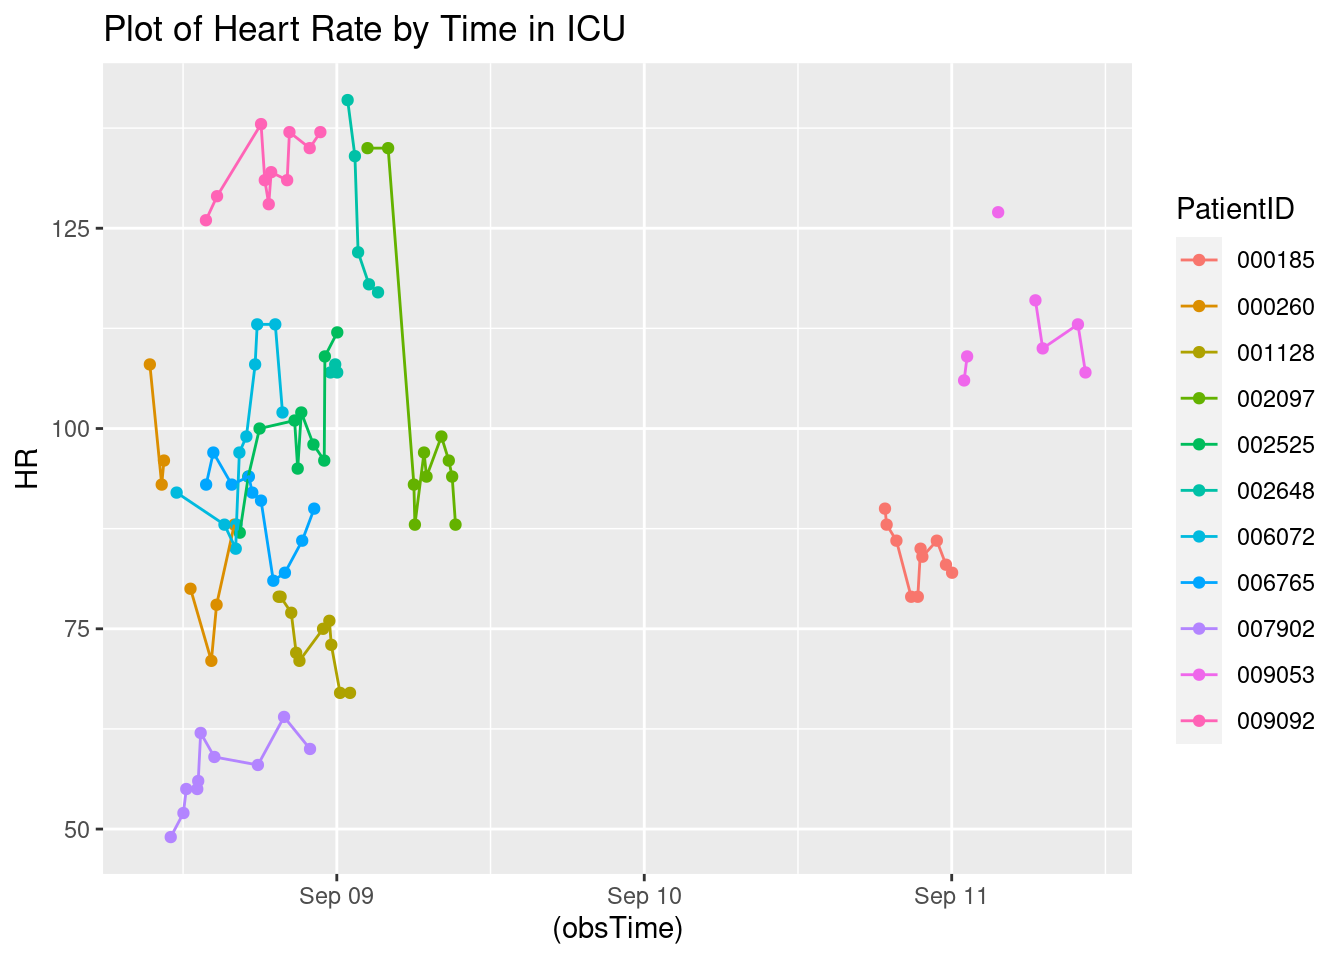 Plot of Heart Rate by Time in ICU
HR
125
100
75
50
Sep 09
Sep 10
Sep 11
(obsTime)
PatientID
000185
000260
001128
002097
002525
002648
006072
006765
007902
009053
009092